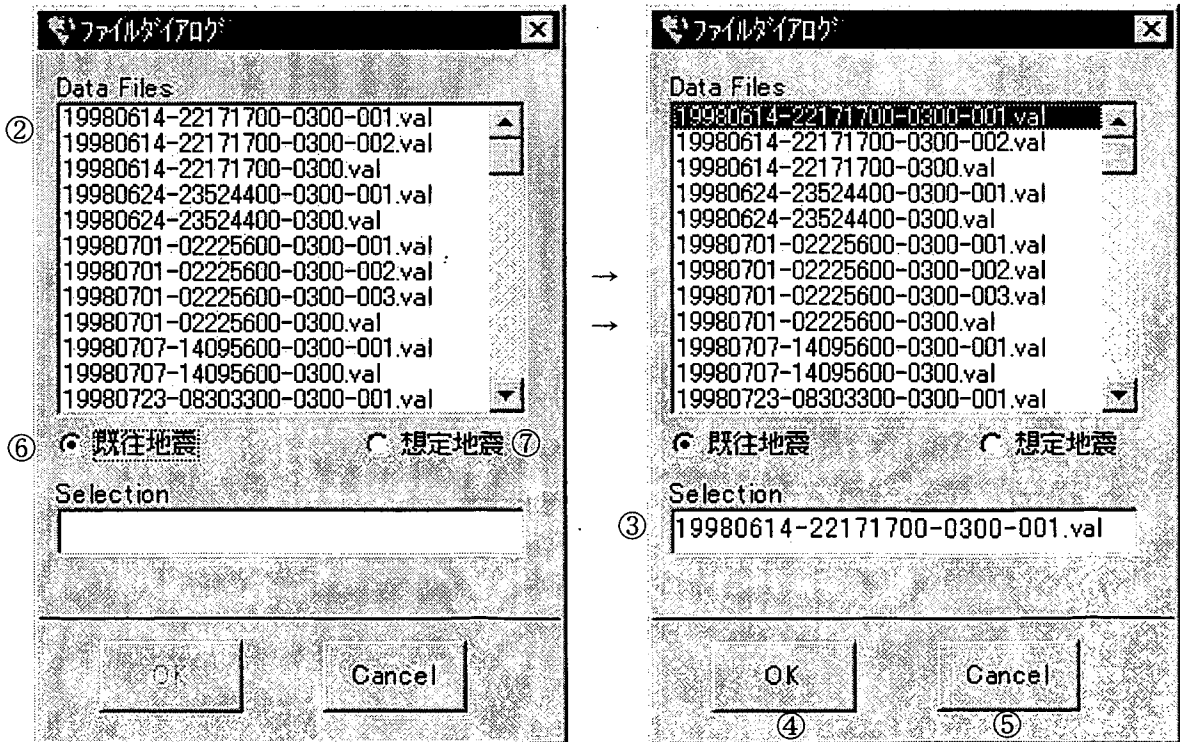 ファイルダイアログ
Data Files
② 19980614-22171700-0300-001.val
19980614-22171700-0300-002.val
19980614-22171700-0300.val
19980624-23524400-0300-001.val
19980624-23524400-0300.val
19980701-02225600-0300-001.val
19980701-02225600-0300-002.val
19980701-02225600-0300-003.val
19980701-02225600-0300.val
19980707-14095600-0300-001.val
19980707-14095600-0300.val
19980723-08303300-0300-001.val
⑥ 既往地震 想定地震 ⑦
Selection
OK Cancel
→
→
ファイルダイアログ
Data Files
19980614-22171700-0300-001.val
19980614-22171700-0300-002.val
19980614-22171700-0300.val
19980624-23524400-0300-001.val
19980624-23524400-0300.val
19980701-02225600-0300-001.val
19980701-02225600-0300-002.val
19980701-02225600-0300-003.val
19980701-02225600-0300.val
19980707-14095600-0300-001.val
19980707-14095600-0300.val
19980723-08303300-0300-001.val
既往地震 想定地震
Selection
③ 19980614-22171700-0300-001.val
OK Cancel
④ ⑤